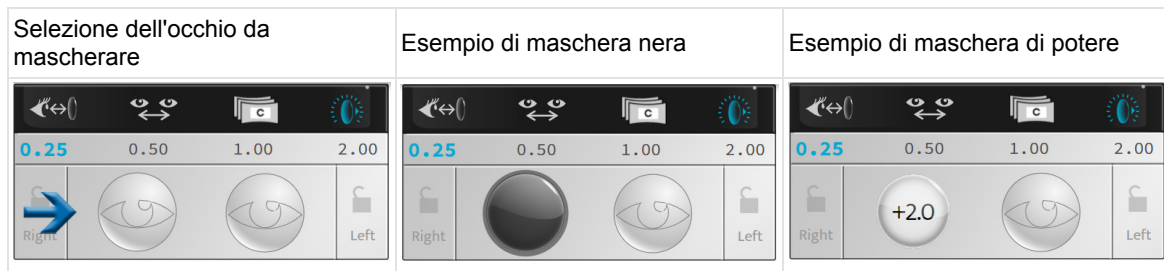 Selezione dell'occhio da
mascherare
Esempio di maschera nera
Esempio di maschera di potere
C
0.25 0.50 1.00 2.00
Right
Left
C
0.25 0.50 1.00 2.00
Right
Left
C
0.25 0.50 1.00 2.00
+2.0
Right
Left